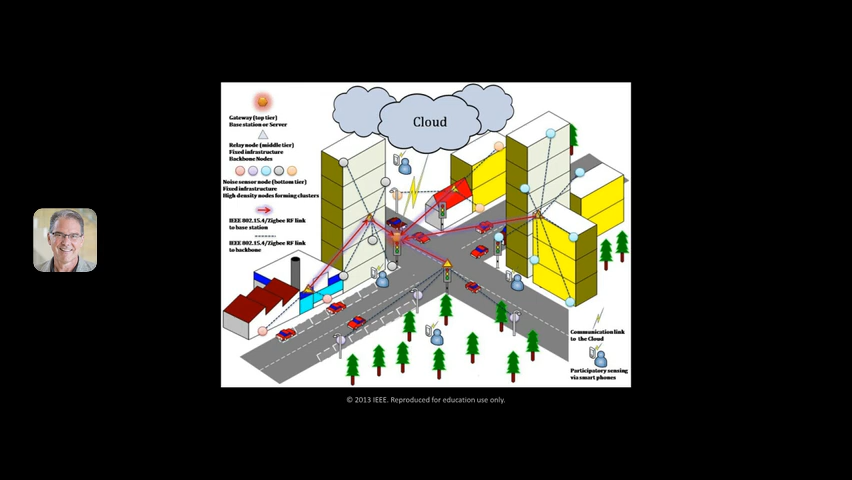 Cloud
Gateway (top tier)
Base station or Server
Relay node (middle tier)
Fixed infrastructure
Backbone Nodes
Noise sensor node (bottom tier)
Fixed infrastructure
High density nodes forming clusters
IEEE 802.15.4/Zigbee RF link
to base station
IEEE 802.15.4/Zigbee RF link
to backbone
Communication link
to the Cloud
Participatory sensing
via smart phones
© 2013 IEEE. Reproduced for education use only.